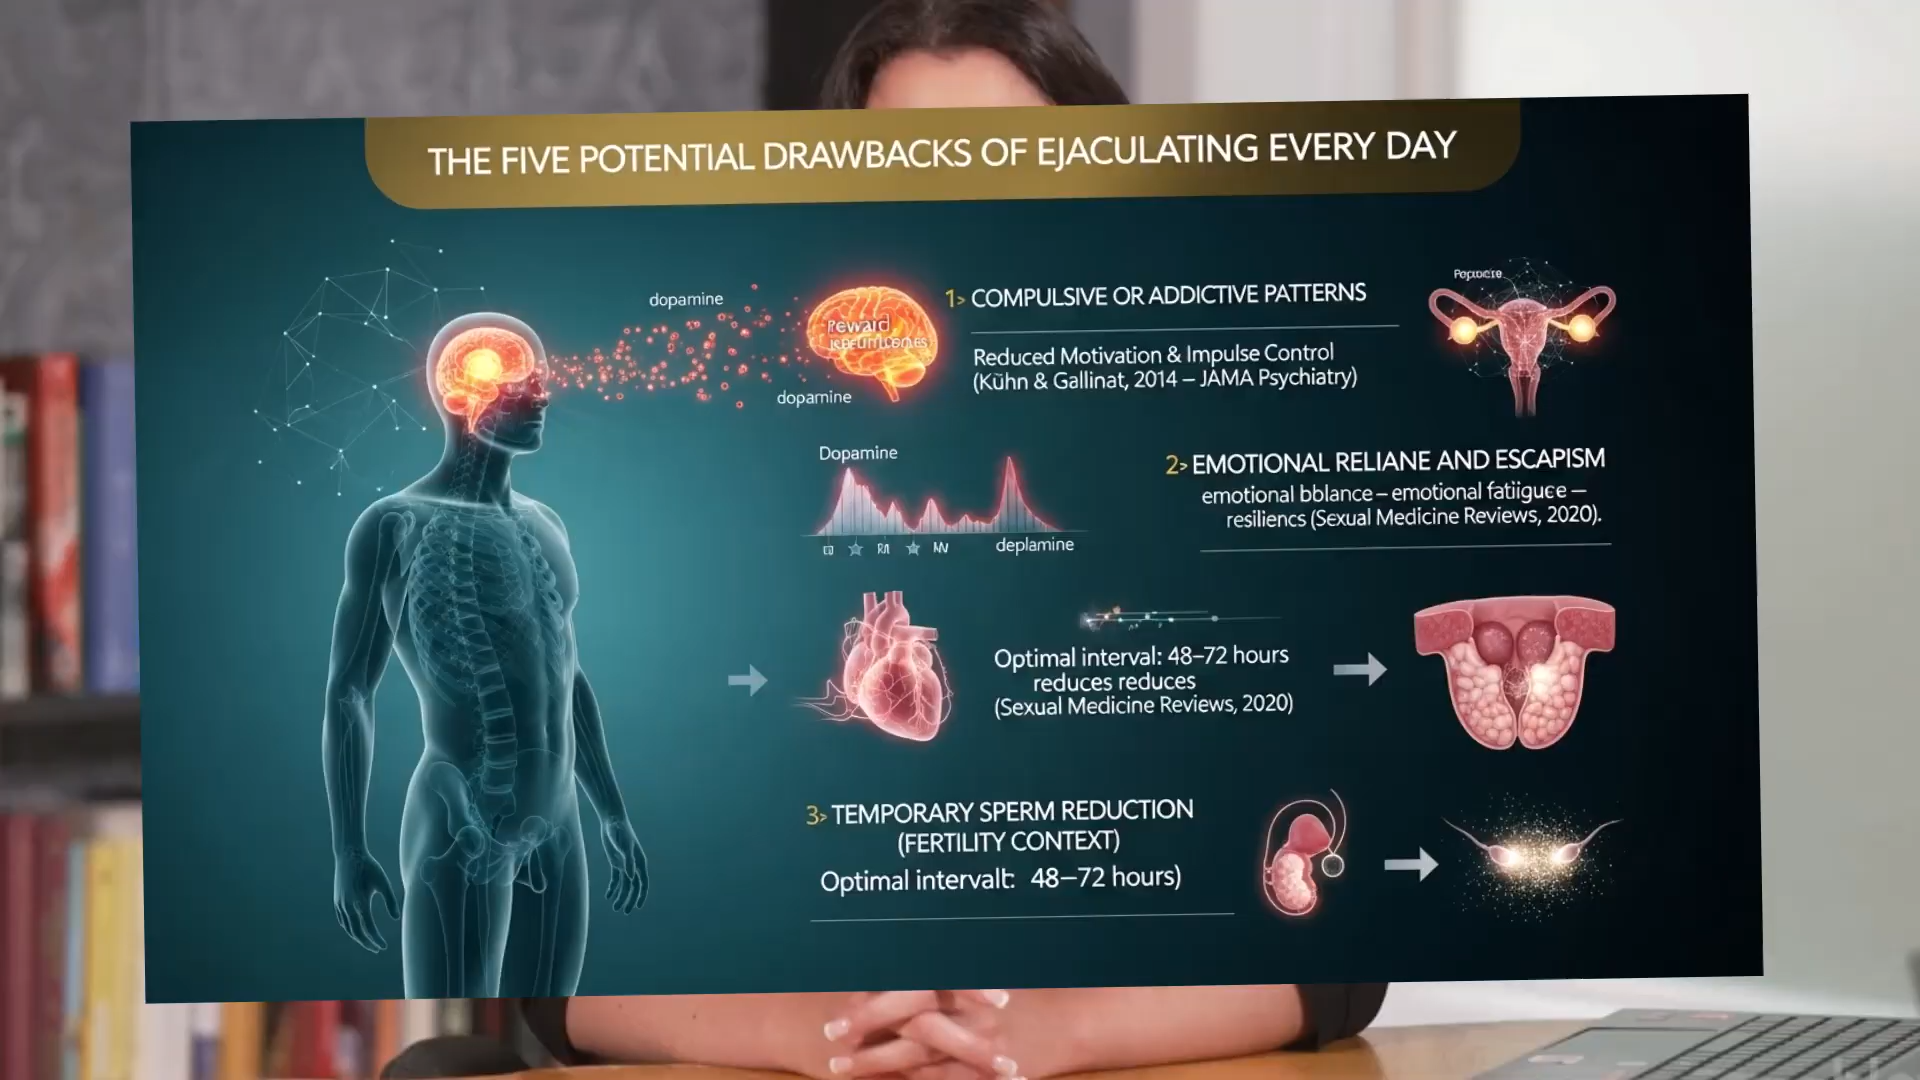 THE FIVE POTENTIAL DRAWBACKS OF EJACULATING EVERY DAY
dopamine
Reward
dopamine
1> COMPULSIVE OR ADDICTIVE PATTERNS
Reduced Motivation & Impulse Control
(Kühn & Gallinat, 2014 – JAMA Psychiatry)
Dopamine
deplamine
2> EMOTIONAL RELIANE AND ESCAPISM
emotional bblance – emotional fatiiguce –
resiliencs (Sexual Medicine Reviews, 2020).
Optimal interval: 48–72 hours
reduces reduces
(Sexual Medicine Reviews, 2020)
3> TEMPORARY SPERM REDUCTION
(FERTILITY CONTEXT)
Optimal intervalt: 48–72 hours)